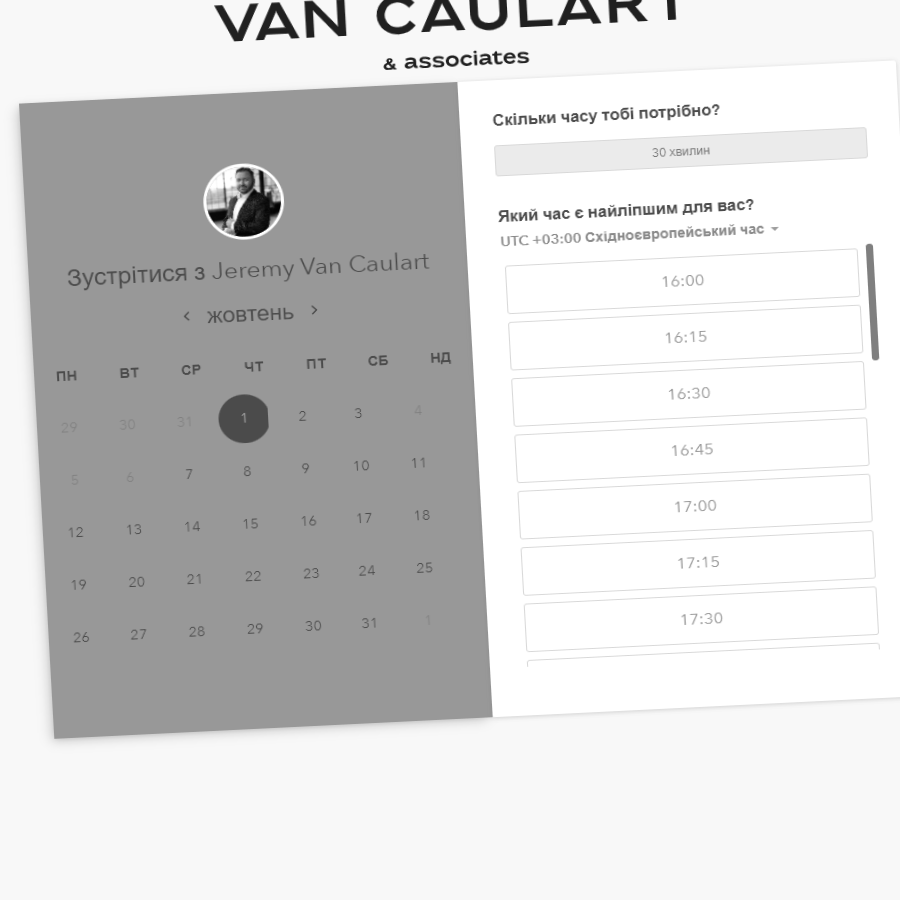 VAN CAULART
& associates
Зустрітися з Jeremy Van Caulart
‹ жовтень ›
ПН ВТ СР ЧТ ПТ СБ НД
29 30 31 1 2 3 4
5 6 7 8 9 10 11
12 13 14 15 16 17 18
19 20 21 22 23 24 25
26 27 28 29 30 31 1
Скільки часу тобі потрібно?
30 хвилин
Який час є найліпшим для вас?
UTC +03:00 Східноєвропейський час
16:00
16:15
16:30
16:45
17:00
17:15
17:30